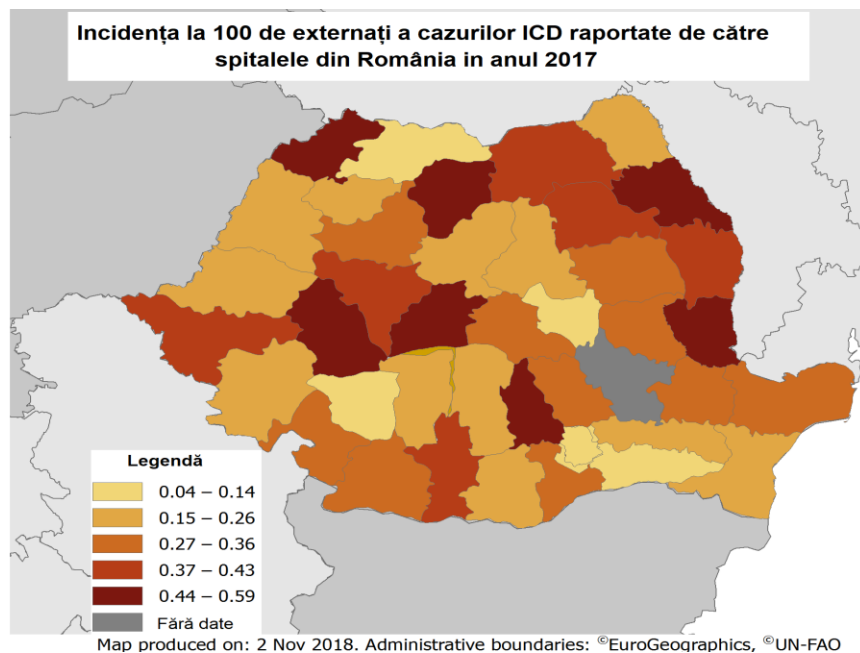 Incidența la 100 de externați a cazurilor ICD raportate de către
spitalele din România in anul 2017
Legendă
0.04 – 0.14
0.15 – 0.26
0.27 – 0.36
0.37 – 0.43
0.44 – 0.59
Fără date
Map produced on: 2 Nov 2018. Administrative boundaries: ©EuroGeographics, ©UN-FAO